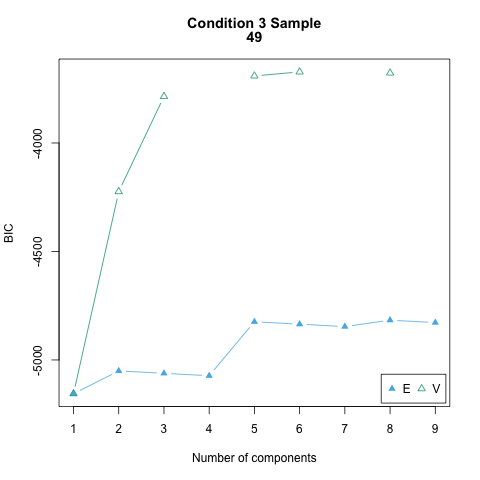 Condition 3 Sample
49
BIC
-4000
-4500
-5000
1 2 3 4 5 6 7 8 9
Number of components
E V